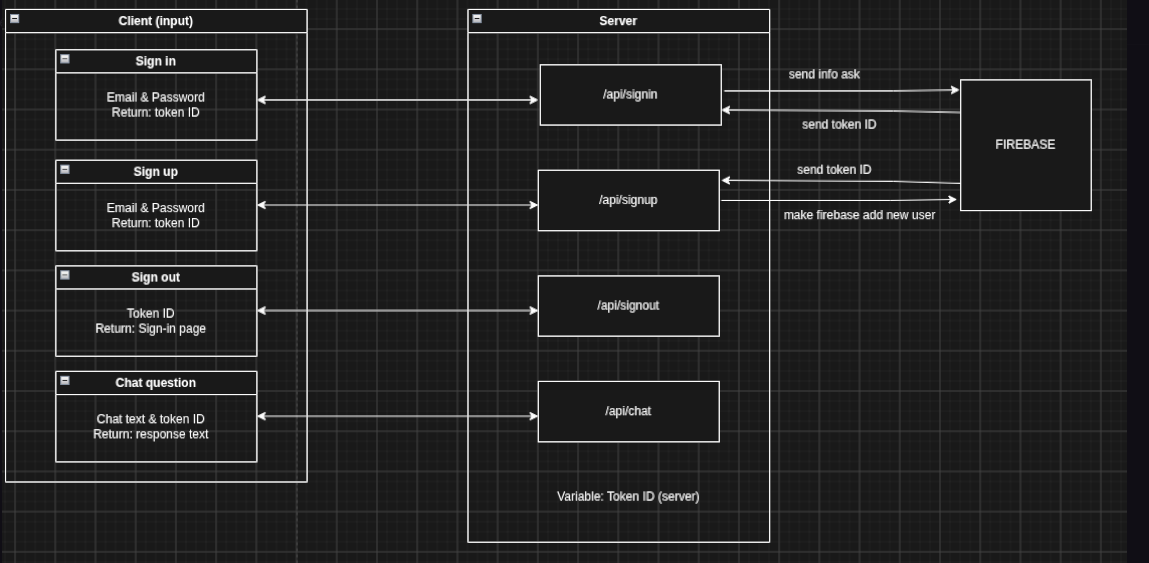 Client (input)
Sign in
Email & Password
Return: token ID
Sign up
Email & Password
Return: token ID
Sign out
Token ID
Return: Sign-in page
Chat question
Chat text & token ID
Return: response text
Server
/api/signin
/api/signup
/api/signout
/api/chat
Variable: Token ID (server)
send info ask
send token ID
send token ID
make firebase add new user
FIREBASE